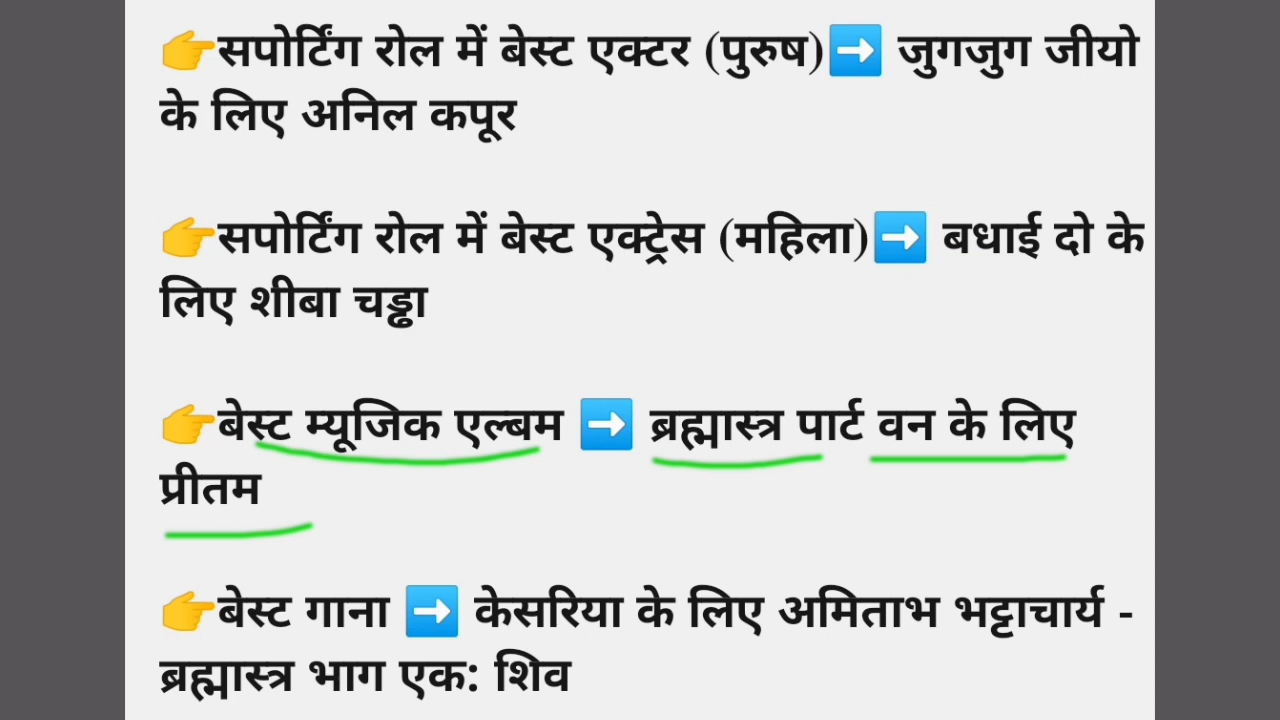 👉सपोर्टिंग रोल में बेस्ट एक्टर (पुरुष)➡️ जुगजुग जीयो
के लिए अनिल कपूर
👉सपोर्टिंग रोल में बेस्ट एक्ट्रेस (महिला)➡️ बधाई दो के
लिए शीबा चड्ढा
👉बेस्ट म्यूजिक एल्बम ➡️ ब्रह्मास्त्र पार्ट वन के लिए
प्रीतम
👉बेस्ट गाना ➡️ केसरिया के लिए अमिताभ भट्टाचार्य -
ब्रह्मास्त्र भाग एक: शिव